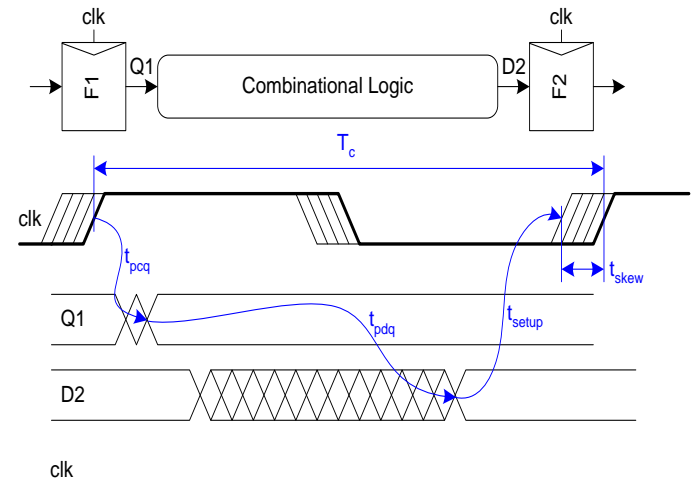 clk
clk
F1
Q1
Combinational Logic
D2
F2
Tc
clk
tpcq
tskew
Q1
tpdq
tsetup
D2
clk